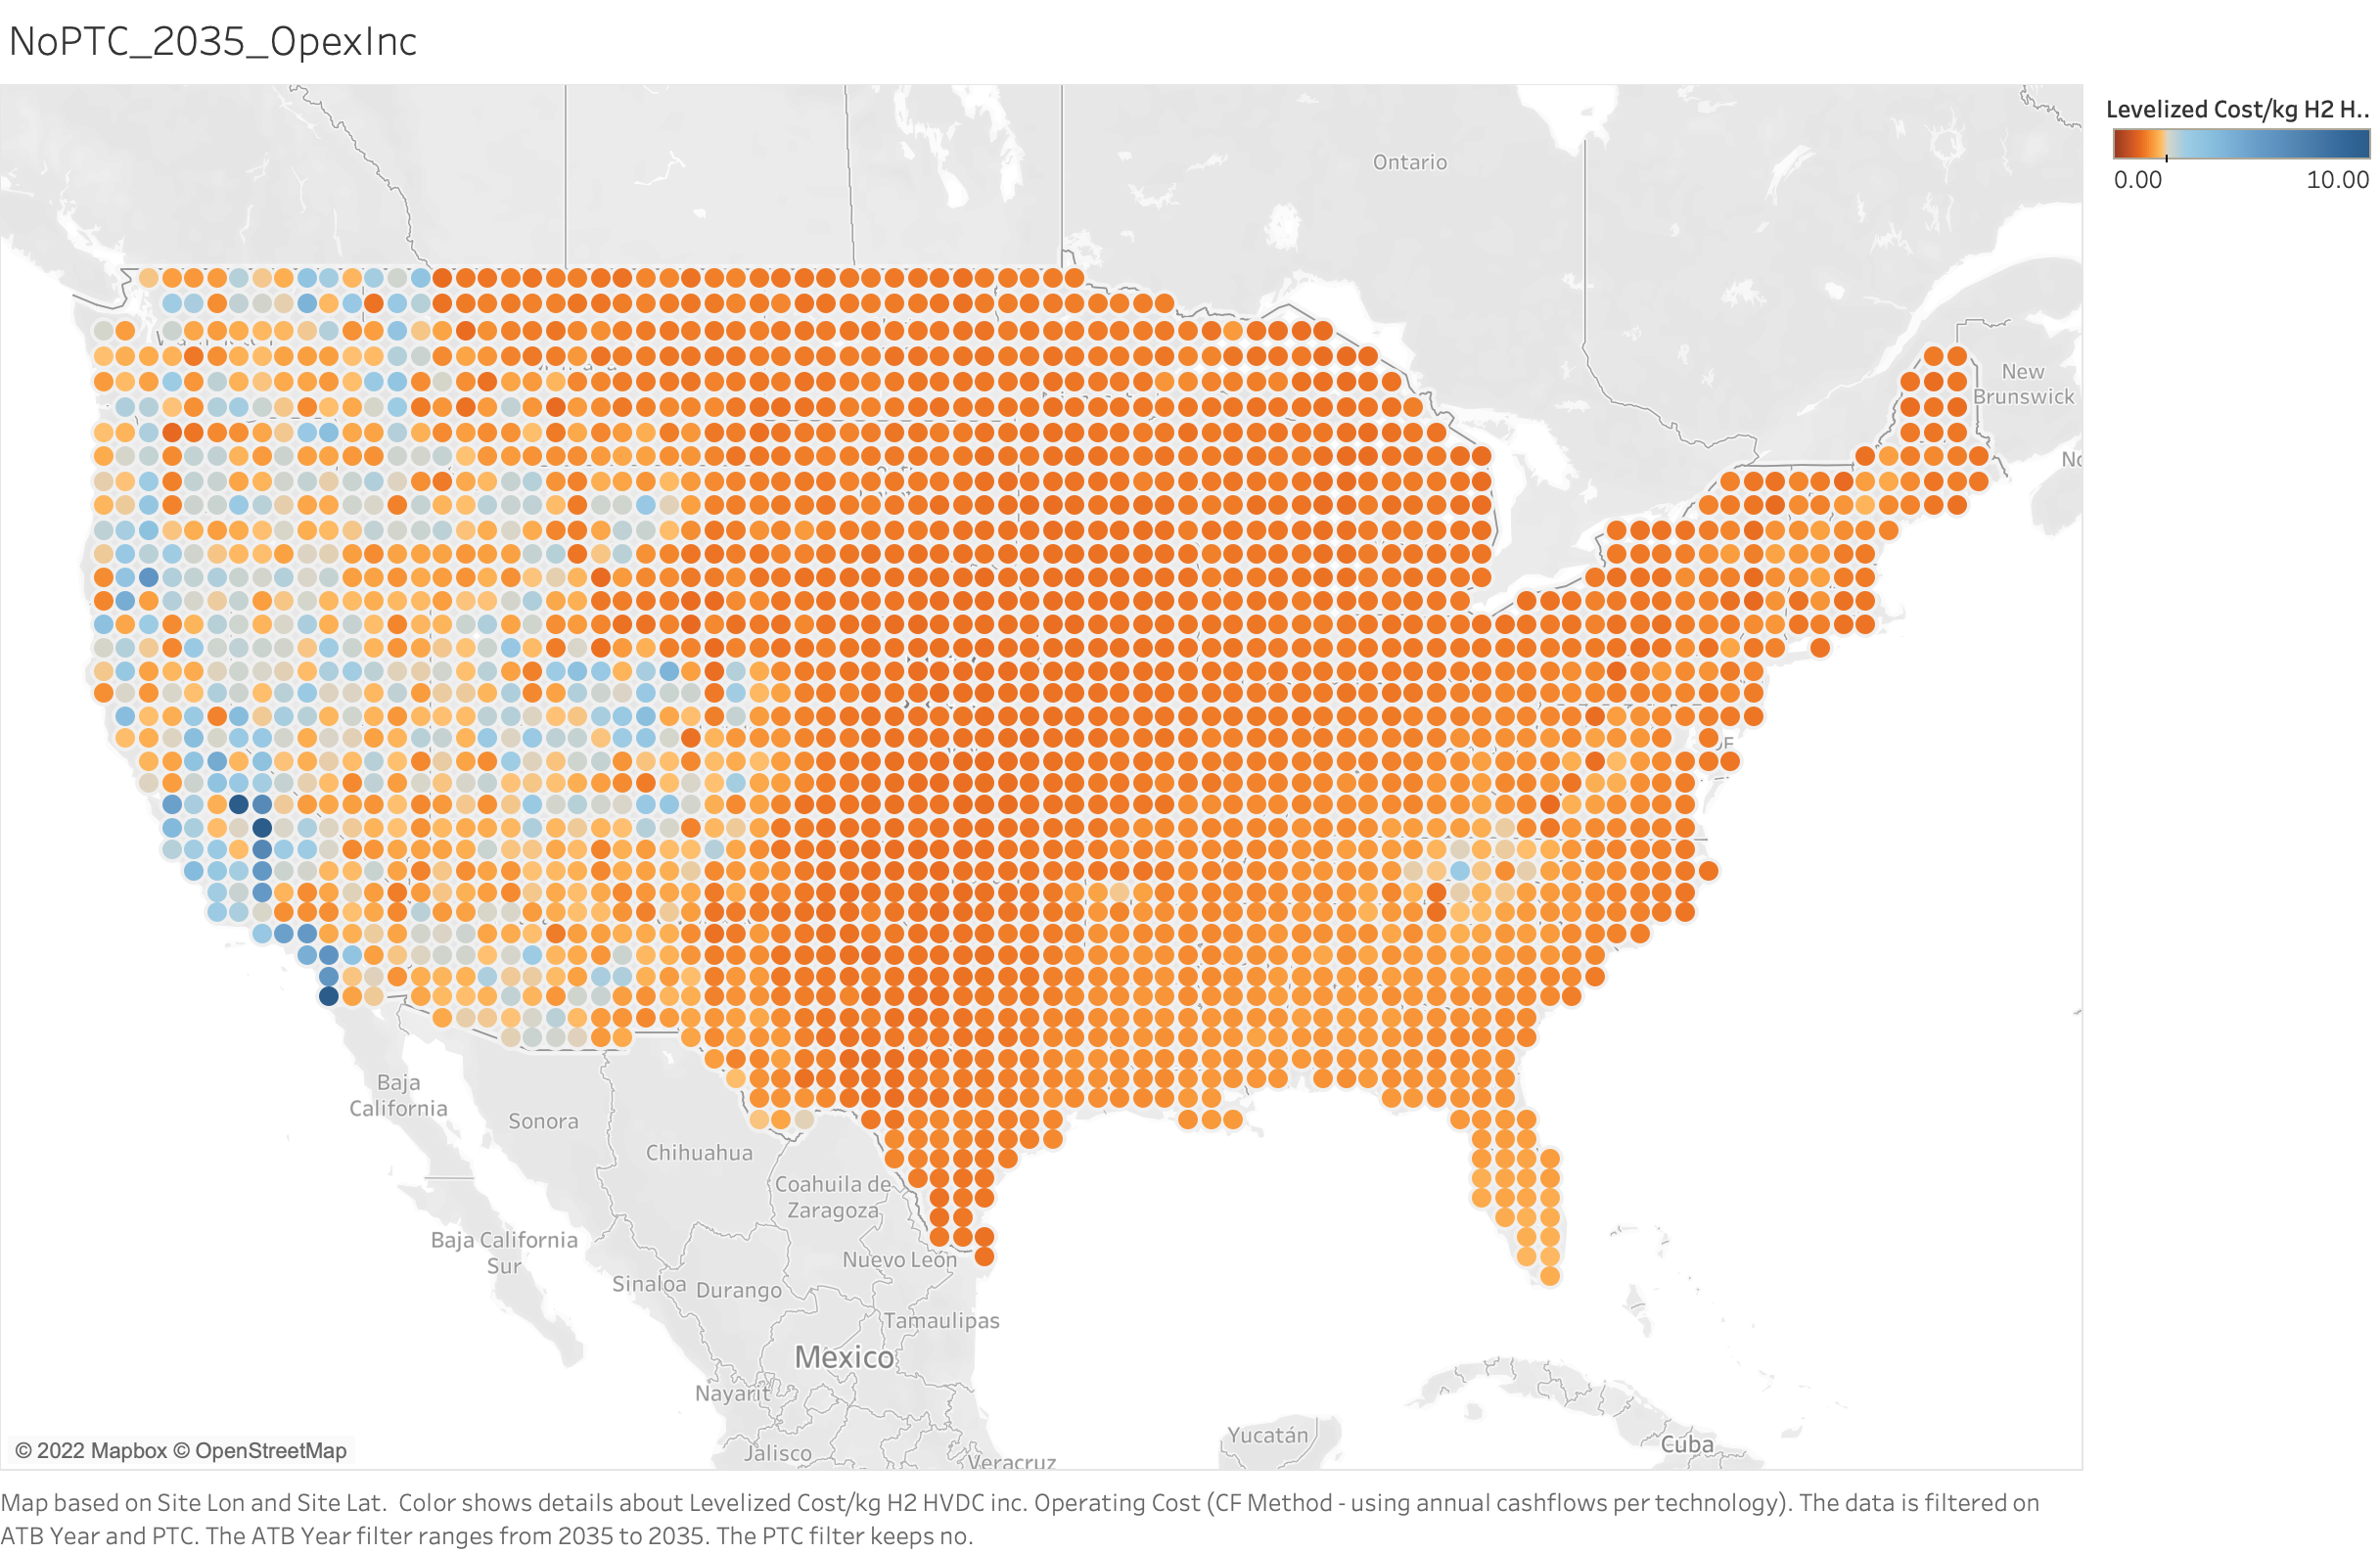 NoPTC_2035_OpexInc
Levelized Cost/kg H2 H..
0.00
10.00
Ontario
New
Brunswick
Baja
California
Sonora
Chihuahua
Coahuila de
Zaragoza
Baja California
Sur
Nuevo León
Sinaloa
Durango
Tamaulipas
Mexico
Nayarit
Jalisco
Veracruz
Yucatán
Cuba
© 2022 Mapbox © OpenStreetMap
Map based on Site Lon and Site Lat. Color shows details about Levelized Cost/kg H2 HVDC inc. Operating Cost (CF Method - using annual cashflows per technology). The data is filtered on
ATB Year and PTC. The ATB Year filter ranges from 2035 to 2035. The PTC filter keeps no.